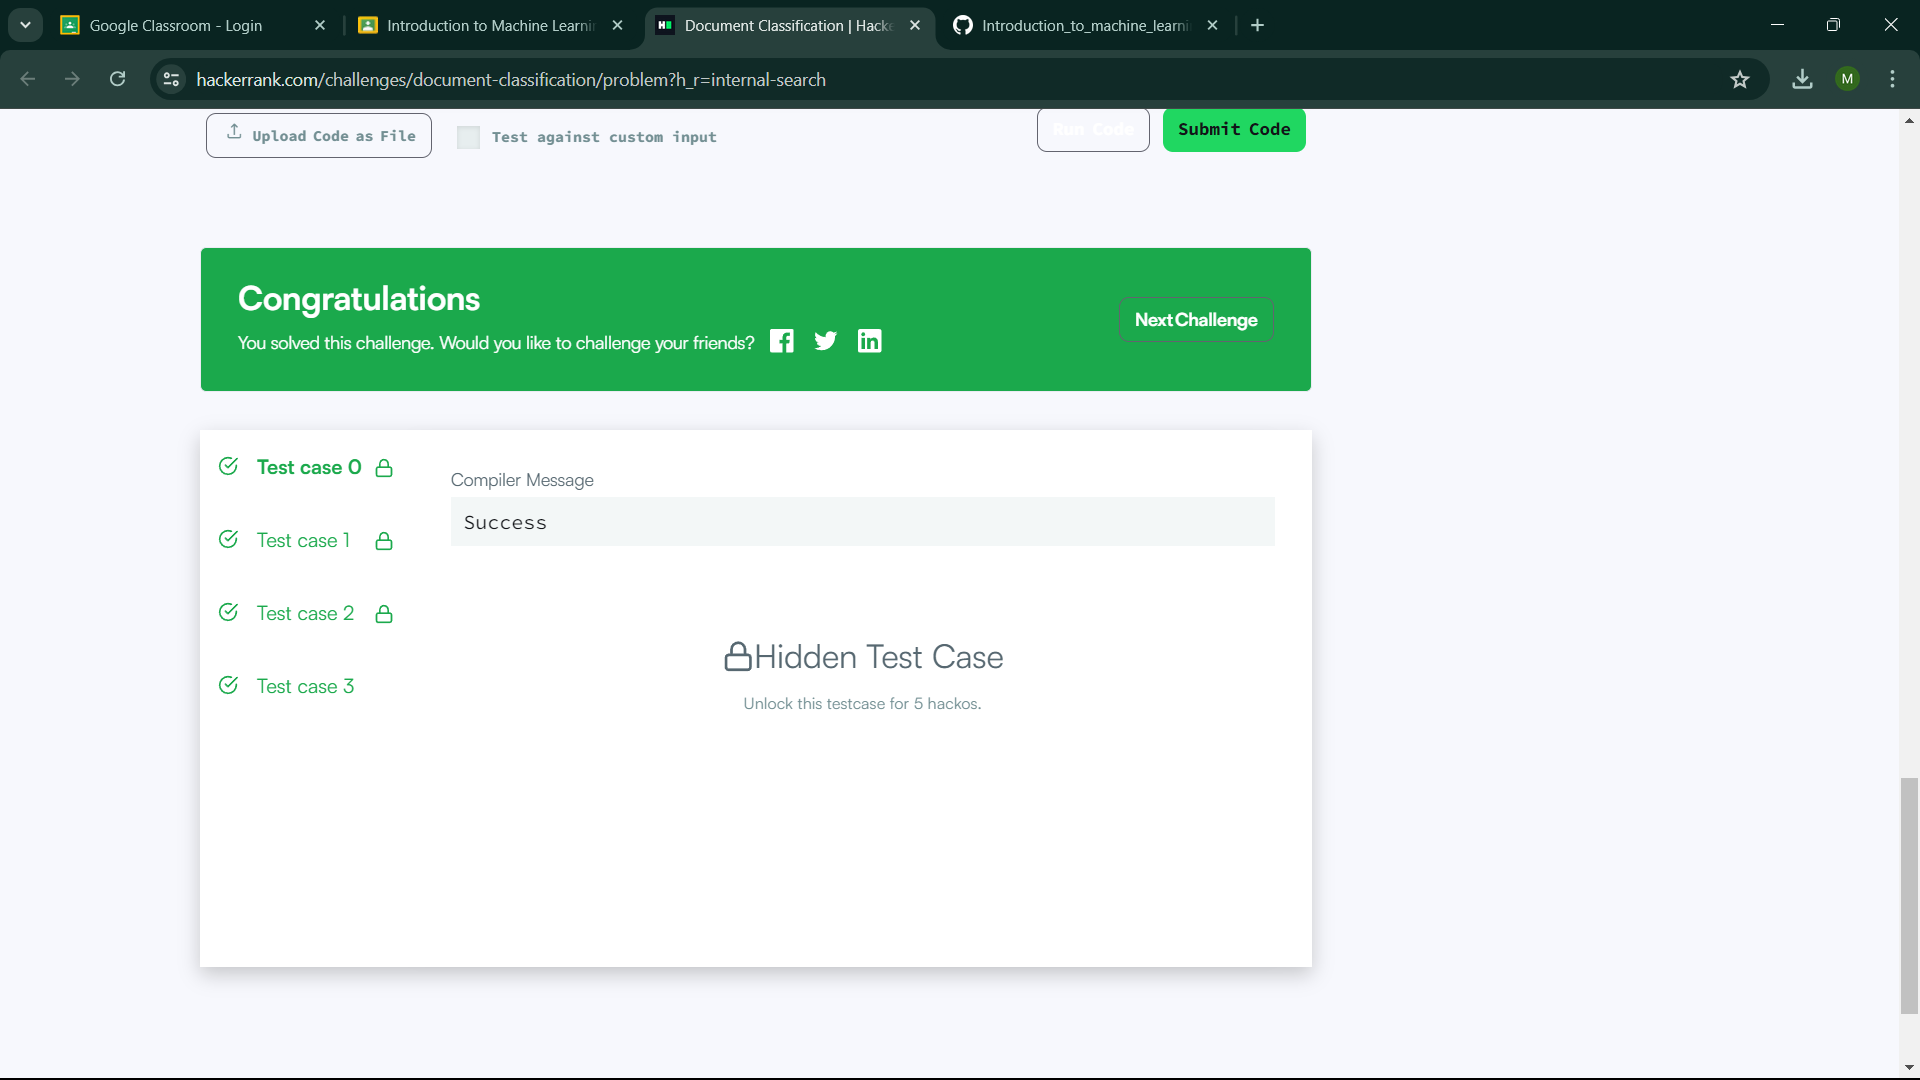 Google Classroom - Login
Introduction to Machine Learni
Document Classification | Hack
Introduction_to_machine_learni
hackerrank.com/challenges/document-classification/problem?h_r=internal-search
M
Upload Code as File
Test against custom input
Run Code
Submit Code
Congratulations
You solved this challenge. Would you like to challenge your friends?
Next Challenge
Test case 0
Test case 1
Test case 2
Test case 3
Compiler Message
Success
Hidden Test Case
Unlock this testcase for 5 hackos.